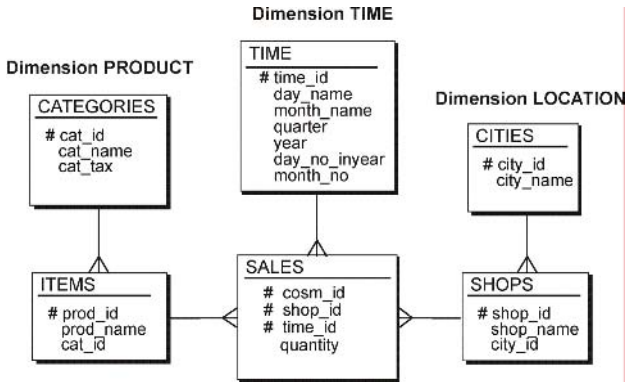 Dimension TIME
TIME
# time_id
day_name
month_name
quarter
year
day_no_inyear
month_no
Dimension PRODUCT
CATEGORIES
# cat_id
cat_name
cat_tax
Dimension LOCATION
CITIES
# city_id
city_name
ITEMS
# prod_id
prod_name
cat_id
SALES
# cosm_id
# shop_id
# time_id
quantity
SHOPS
# shop_id
shop_name
city_id